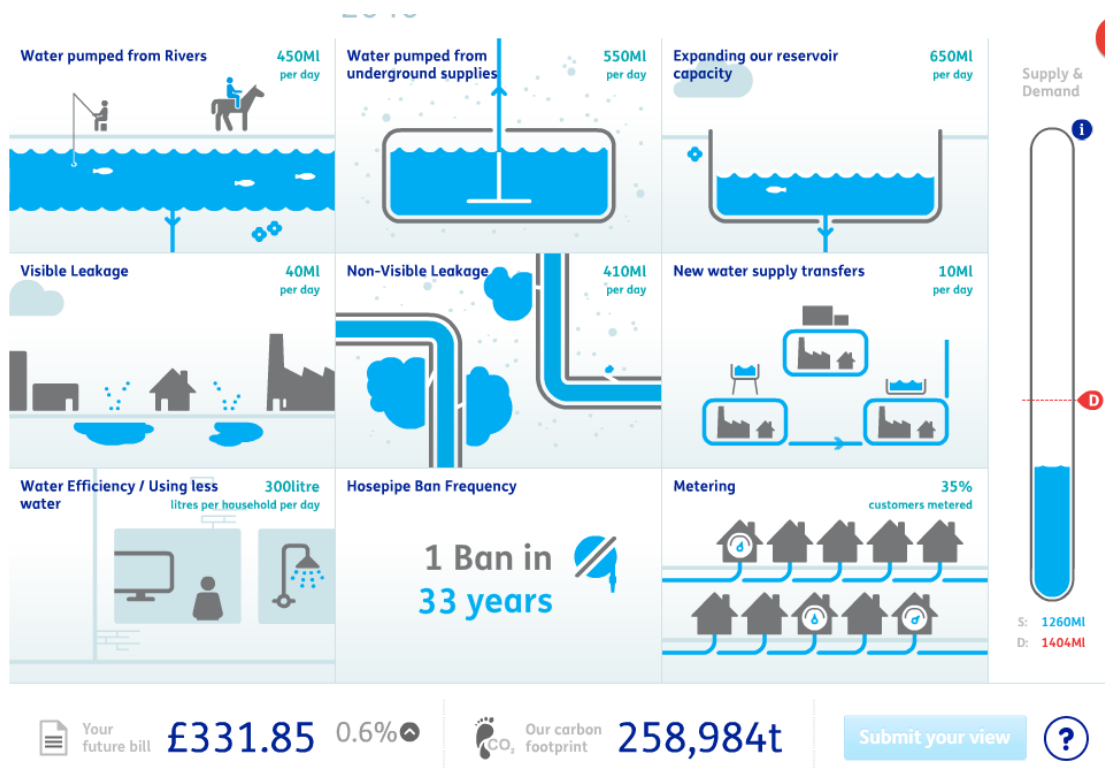 Water pumped from Rivers
450Ml
per day
Water pumped from
underground supplies
550Ml
per day
Expanding our reservoir
capacity
650Ml
per day
Supply &
Demand
i
Visible Leakage
40Ml
per day
Non-Visible Leakage
410Ml
per day
New water supply transfers
10Ml
per day
D
Water Efficiency / Using less
water
300litre
litres per household per day
Hosepipe Ban Frequency
1 Ban in
33 years
Metering
35%
customers metered
S: 1260Ml
D: 1404Ml
Your
future bill
£331.85
0.6%
CO2
Our carbon
footprint
258,984t
Submit your view
?